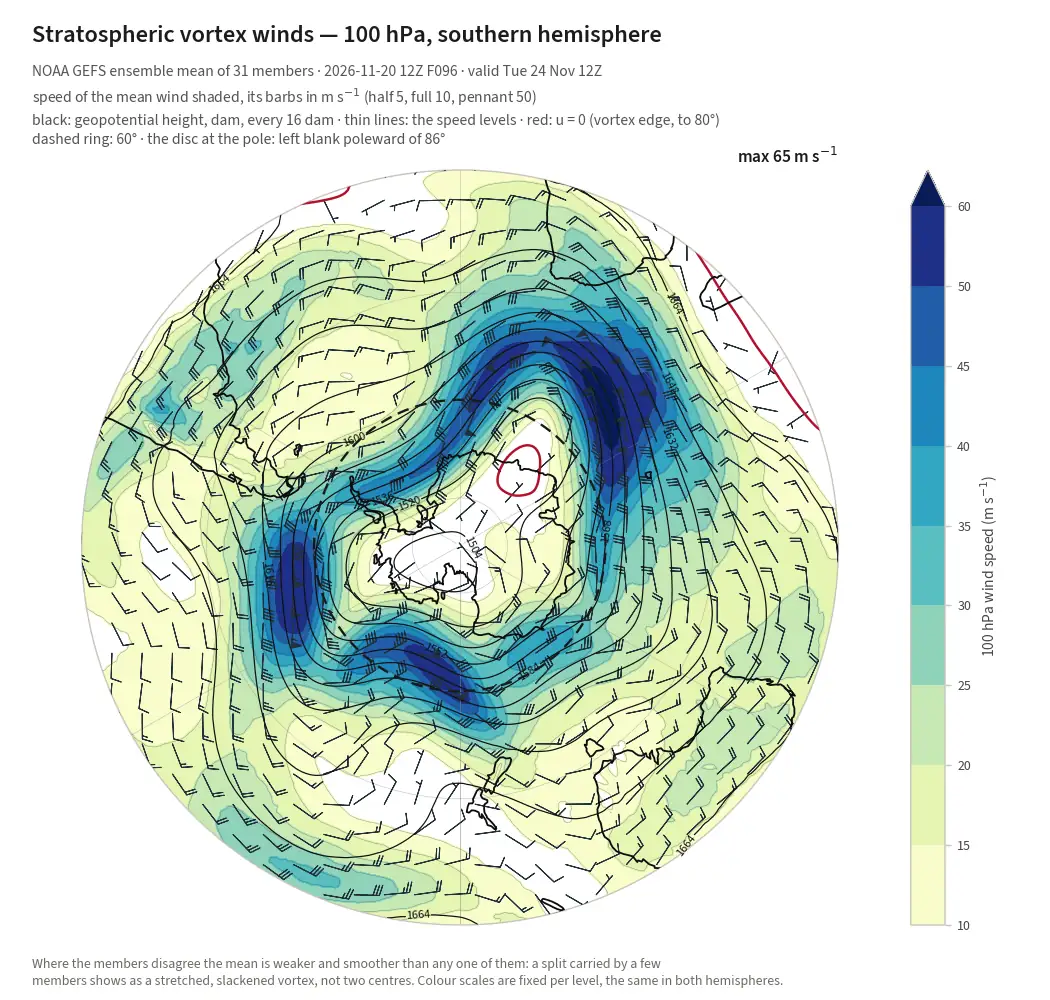 Stratospheric vortex winds — 100 hPa, southern hemisphere
NOAA GEFS ensemble mean of 31 members · 2026-11-20 12Z F096 · valid Tue 24 Nov 12Z
speed of the mean wind shaded, its barbs in m s⁻¹ (half 5, full 10, pennant 50)
black: geopotential height, dam, every 16 dam · thin lines: the speed levels · red: u = 0 (vortex edge, to 80°)
dashed ring: 60° · the disc at the pole: left blank poleward of 86°
max 65 m s⁻¹
60
50
45
40
35
30
25
20
15
10
100 hPa wind speed (m s⁻¹)
1664
1664
1648
1632
1600
1520
1504
1568
1552
1584
1664
1664
Where the members disagree the mean is weaker and smoother than any one of them: a split carried by a few
members shows as a stretched, slackened vortex, not two centres. Colour scales are fixed per level, the same in both hemispheres.